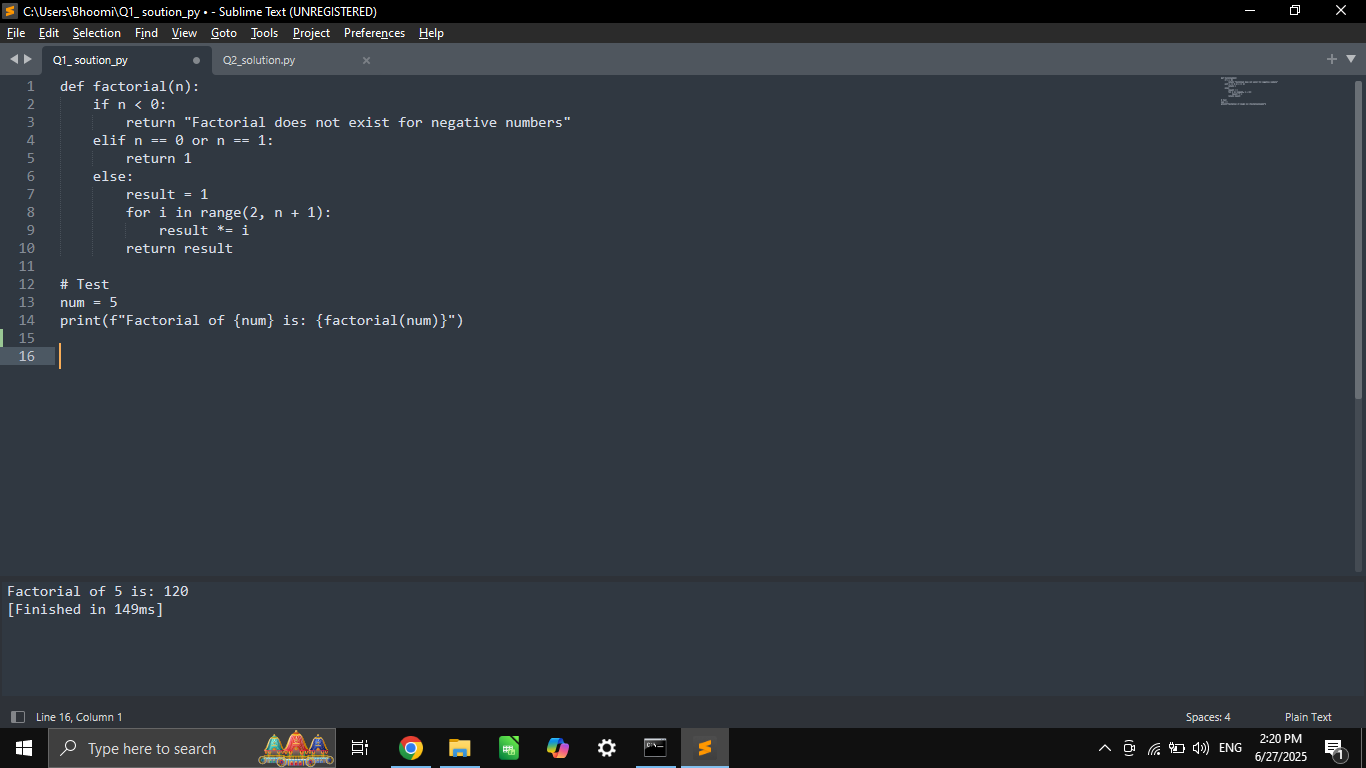 C:\Users\Bhoomi\Q1_ soution_py • - Sublime Text (UNREGISTERED)
File Edit Selection Find View Goto Tools Project Preferences Help
Q1_ soution_py Q2_solution.py
1 def factorial(n):
2     if n < 0:
3         return "Factorial does not exist for negative numbers"
4     elif n == 0 or n == 1:
5         return 1
6     else:
7         result = 1
8         for i in range(2, n + 1):
9             result *= i
10         return result
11
12 # Test
13 num = 5
14 print(f"Factorial of {num} is: {factorial(num)}")
15
16
Factorial of 5 is: 120
[Finished in 149ms]
Line 16, Column 1 Spaces: 4 Plain Text
Type here to search ENG 2:20 PM
6/27/2025 1